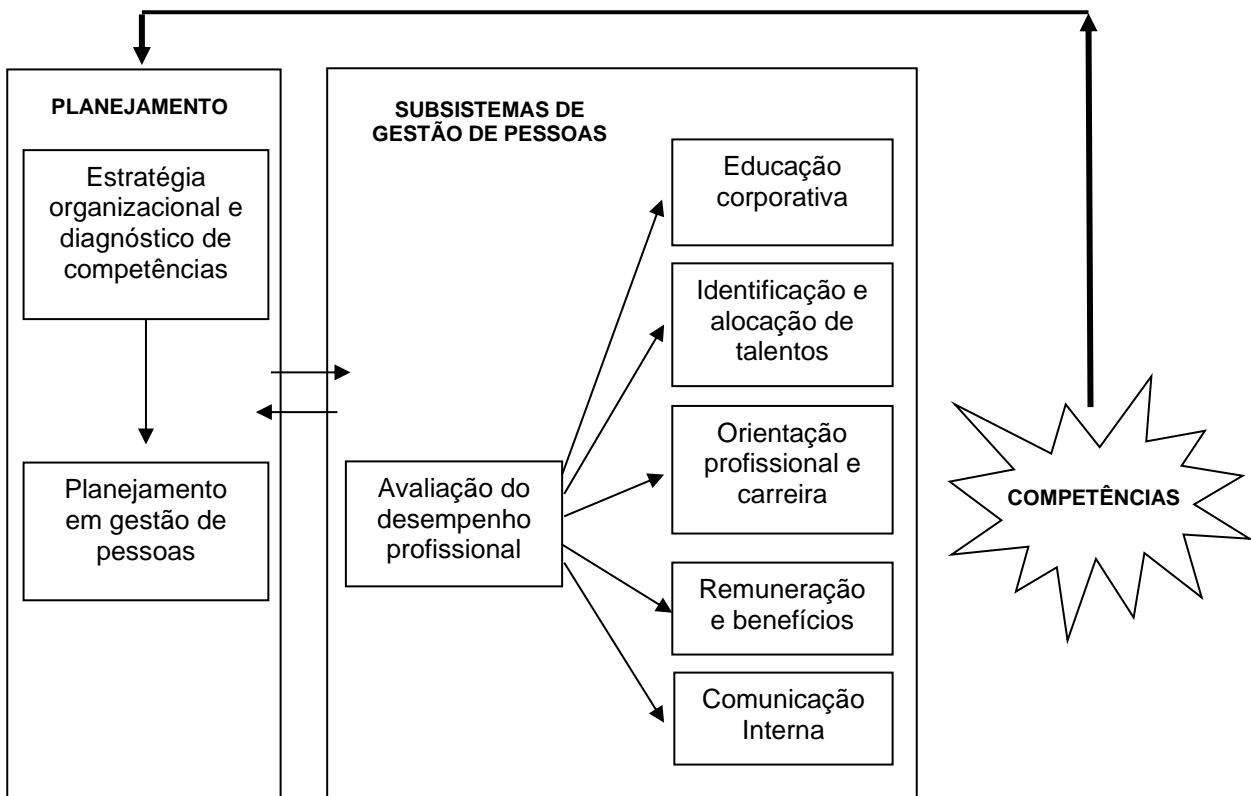 PLANEJAMENTO
Estratégia
organizacional e
diagnóstico de
competências
Planejamento
em gestão de
pessoas
SUBSISTEMAS DE
GESTÃO DE PESSOAS
Avaliação do
desempenho
profissional
Educação
corporativa
Identificação e
alocação de
talentos
Orientação
profissional e
carreira
Remuneração
e benefícios
Comunicação
Interna
COMPETÊNCIAS